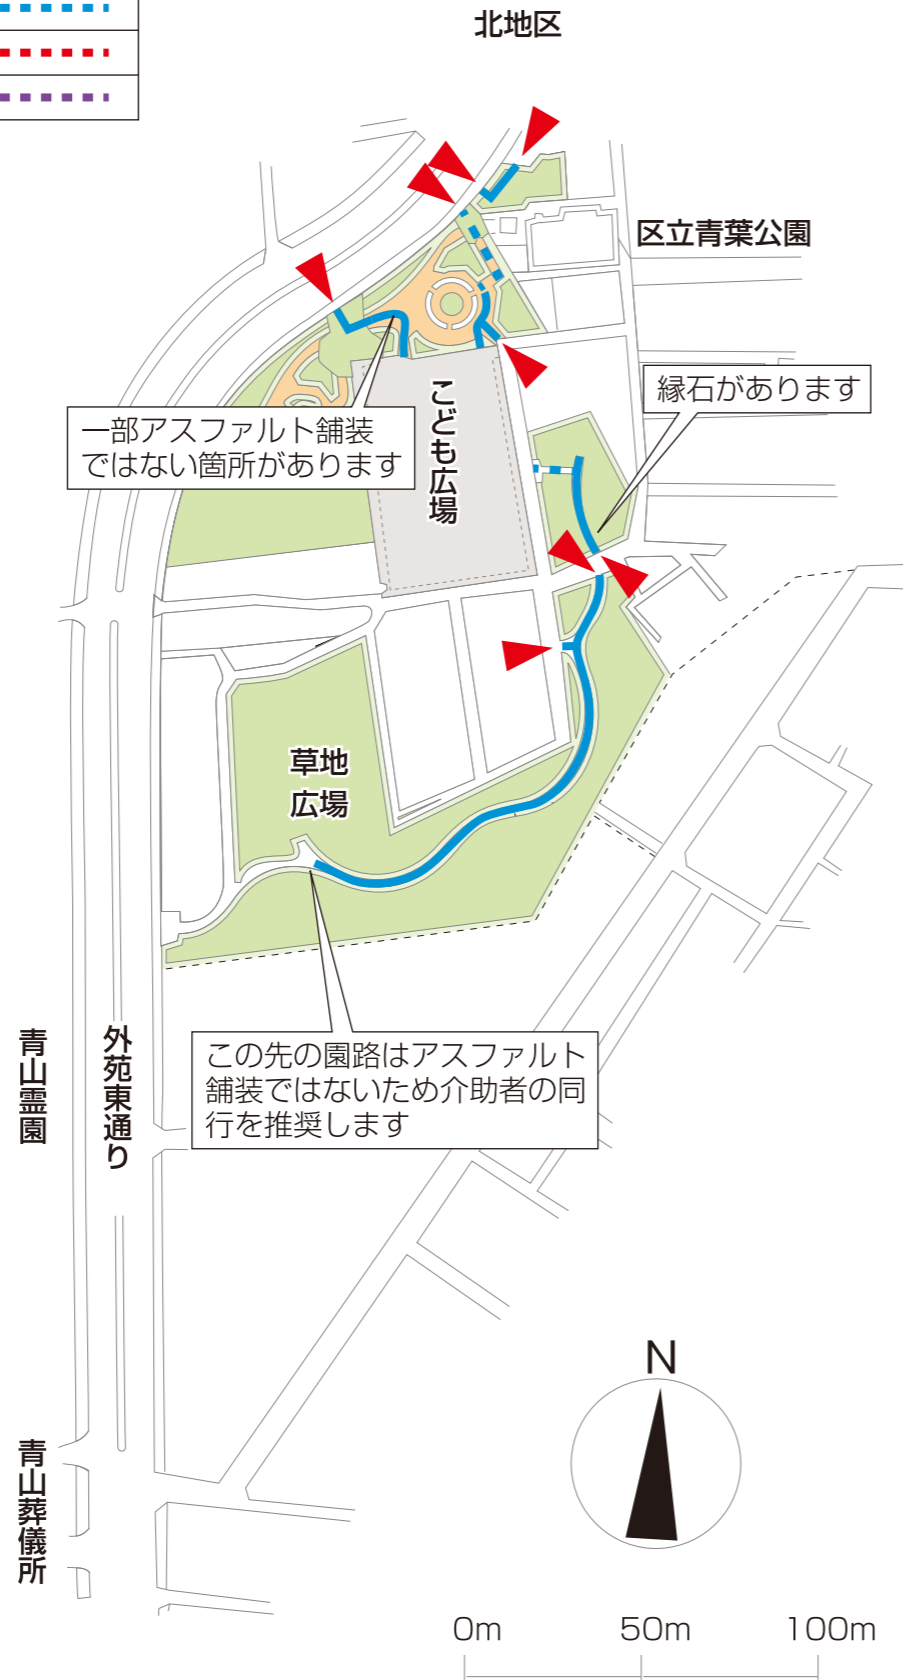 北地区
区立青葉公園
縁石があります
一部アスファルト舗装
ではない箇所があります
こども広場
草地
広場
この先の園路はアスファルト
舗装ではないため介助者の同
行を推奨します
青山霊園
外苑東通り
青山葬儀所
N
0m 50m 100m